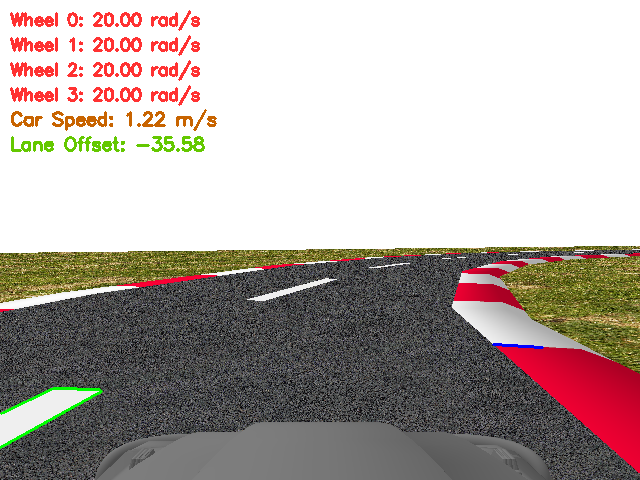 Wheel 0: 20.00 rad/s
Wheel 1: 20.00 rad/s
Wheel 2: 20.00 rad/s
Wheel 3: 20.00 rad/s
Car Speed: 1.22 m/s
Lane Offset: -35.58